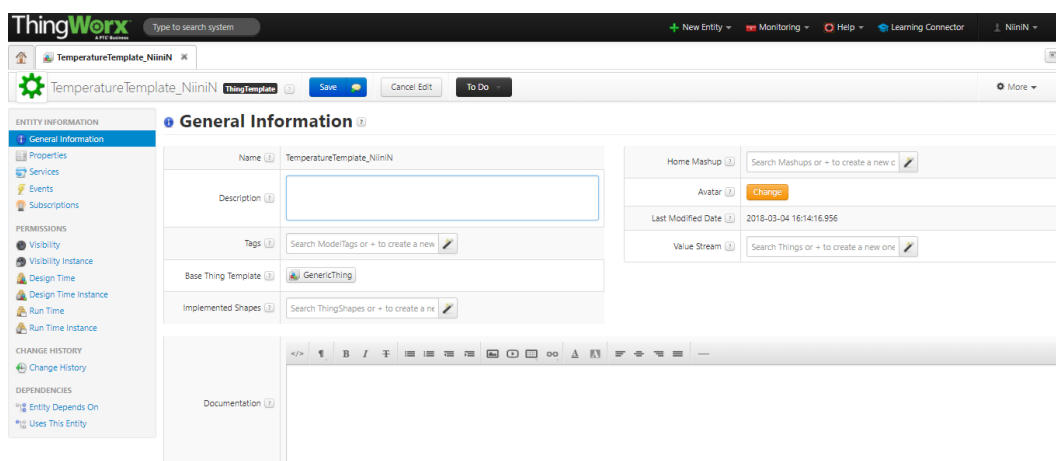 ThingWorx
A PTC Business
Type to search system
New Entity
Monitoring
Help
Learning Connector
NiiniN
TemperatureTemplate_NiiniN
TemperatureTemplate_NiiniN ThingTemplate ? Save Cancel Edit To Do More
ENTITY INFORMATION
General Information
Properties
Services
Events
Subscriptions
PERMISSIONS
Visibility
Visibility Instance
Design Time
Design Time Instance
Run Time
Run Time Instance
CHANGE HISTORY
Change History
DEPENDENCIES
Entity Depends On
Uses This Entity
General Information ?
Name ? TemperatureTemplate_NiiniN
Description ?
Tags ? Search ModelTags or + to create a new
Base Thing Template ? GenericThing
Implemented Shapes ? Search ThingShapes or + to create a ne
Home Mashup ? Search Mashups or + to create a new c
Avatar ? Change
Last Modified Date ? 2018-03-04 16:14:16.956
Value Stream ? Search Things or + to create a new one
Documentation ?
</> ¶ B I T A A